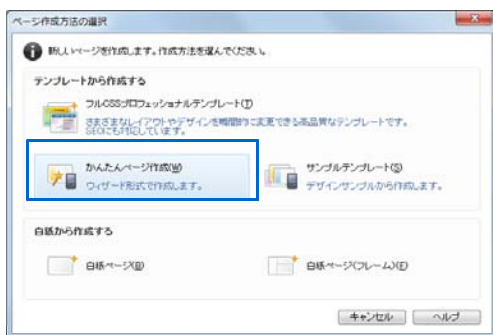 ページ作成方法の選択
新しいページを作成します。作成方法を選んでください。
テンプレートから作成する
フルCSSプロフェッショナルテンプレート(T)
さまざまなレイアウトやデザインを瞬間的に変更できる高品質なテンプレートです。
SEOにも対応しています。
かんたんページ作成(W)
ウィザード形式で作成します。
サンプルテンプレート(S)
デザインサンプルから作成します。
白紙から作成する
白紙ページ(B)
白紙ページ(フレーム)(F)
キャンセル
ヘルプ